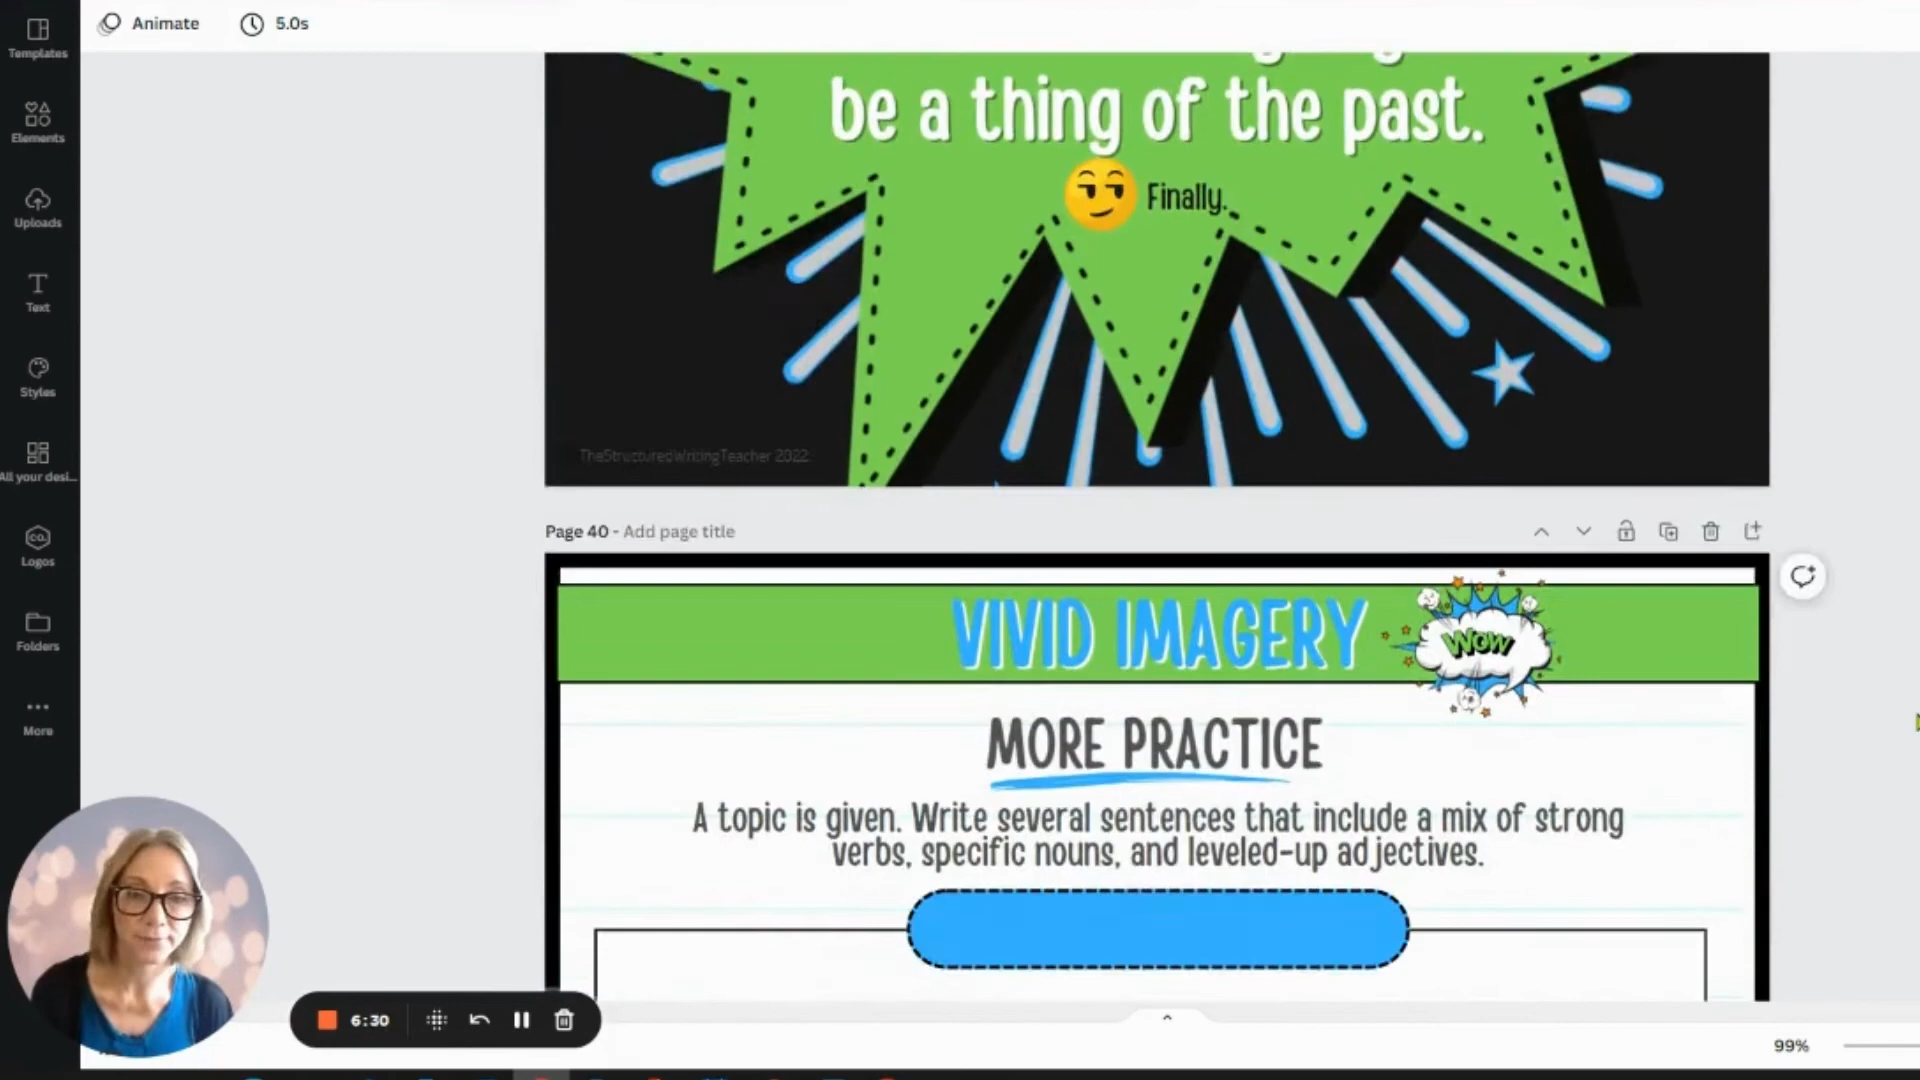 Animate
5.0s
Templates
Elements
Uploads
Text
Styles
All your desi...
CO.
Logos
Folders
More
be a thing of the past.
Finally.
TheStructuredWritingTeacher 2022
Page 40 - Add page title
VIVID IMAGERY
WOW
MORE PRACTICE
A topic is given. Write several sentences that include a mix of strong
verbs, specific nouns, and leveled-up adjectives.
6:30
99%